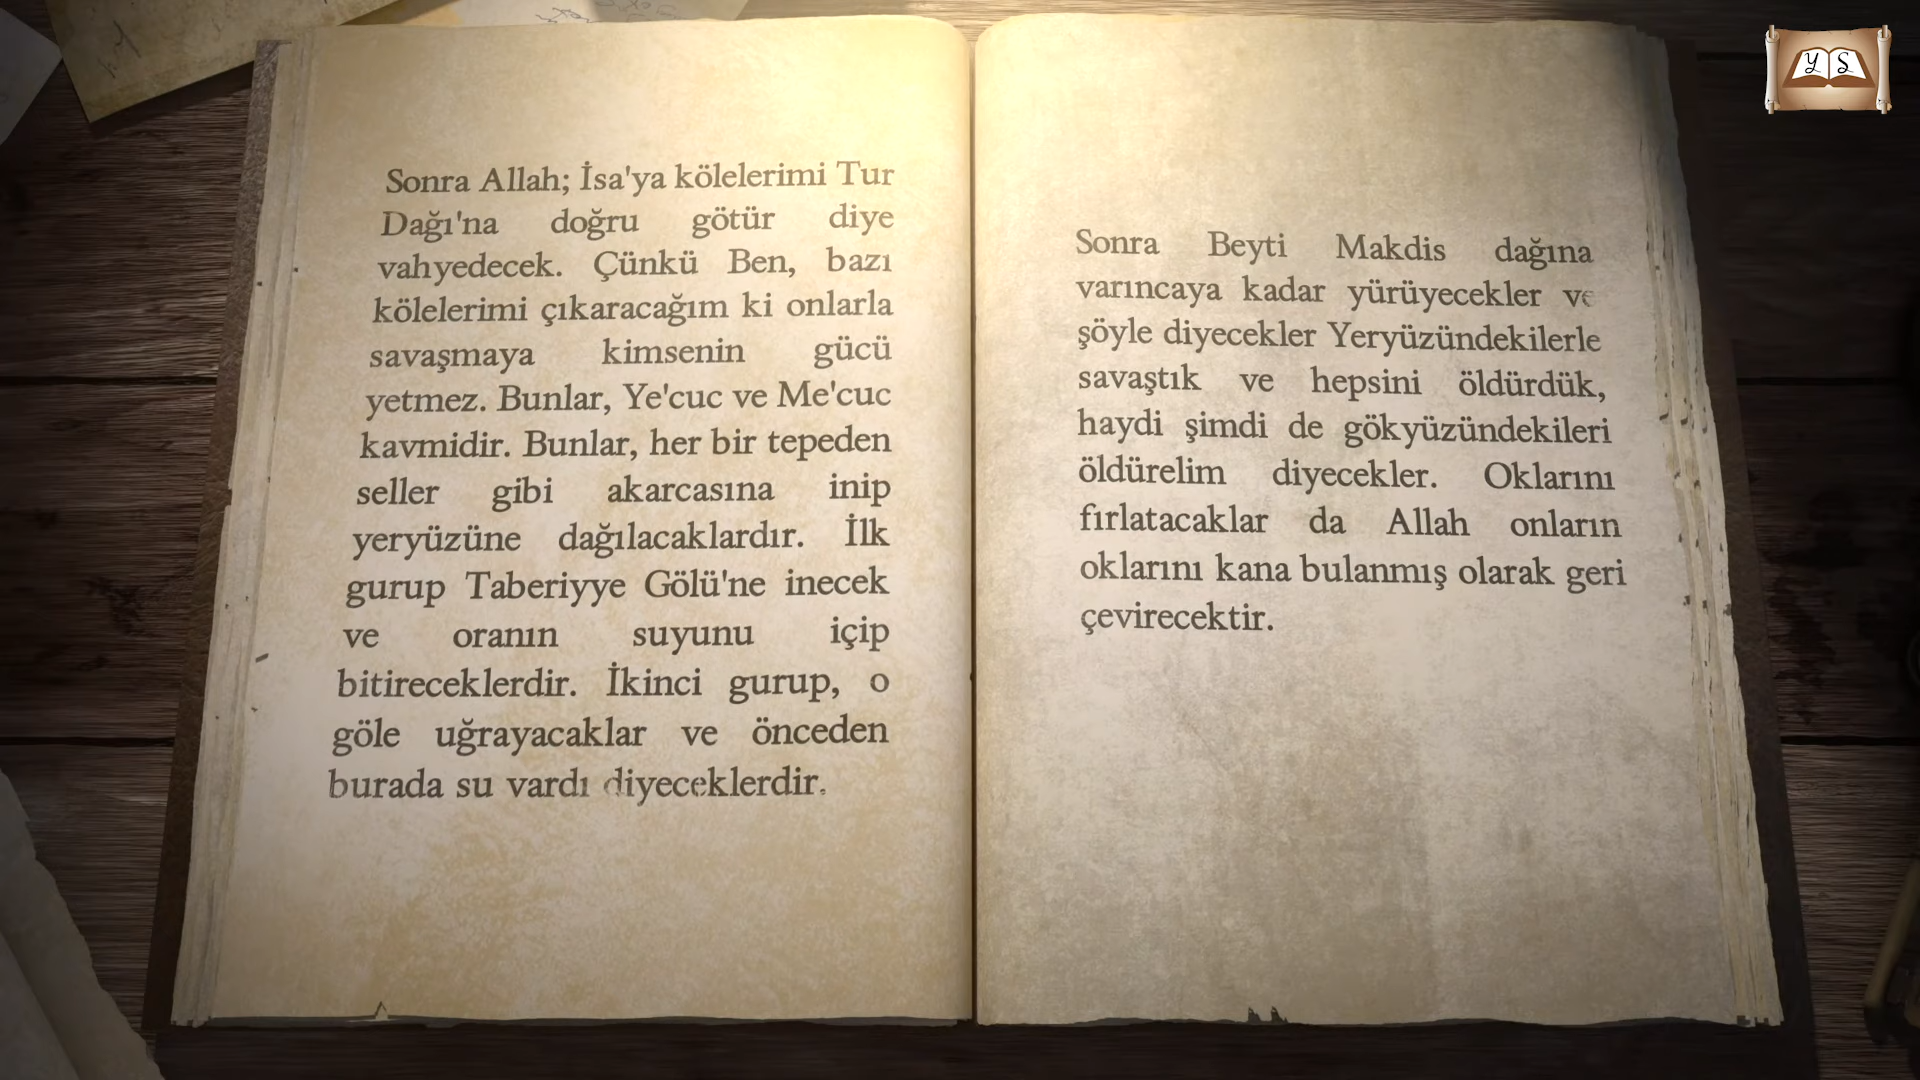 Sonra Allah; İsa'ya kölelerimi Tur
Dağı'na doğru götür diye
vahyedecek. Çünkü Ben, bazı
kölelerimi çıkaracağım ki onlarla
savaşmaya kimsenin gücü
yetmez. Bunlar, Ye'cuc ve Me'cuc
kavmidir. Bunlar, her bir tepeden
seller gibi akarcasına inip
yeryüzüne dağılacaklardır. İlk
gurup Taberiyye Gölü'ne inecek
ve oranın suyunu içip
bitireceklerdir. İkinci gurup, o
göle uğrayacaklar ve önceden
burada su vardı diyeceklerdir.
Sonra Beyti Makdis dağına
varıncaya kadar yürüyecekler ve
şöyle diyecekler Yeryüzündekilerle
savaştık ve hepsini öldürdük,
haydi şimdi de gökyüzündekileri
öldürelim diyecekler. Oklarını
fırlatacaklar da Allah onların
oklarını kana bulanmış olarak geri
çevirecektir.
Y S